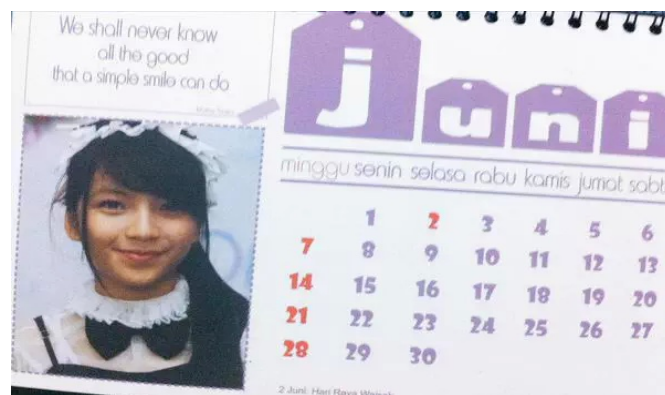 We shall never know
all the good
that a simple smile can do
juni
minggu senin selasa rabu kamis jumat sabt
1 2 3 4 5 6
7 8 9 10 11 12 13
14 15 16 17 18 19 20
21 22 23 24 25 26 27
28 29 30
2 Juni: Hari Raya